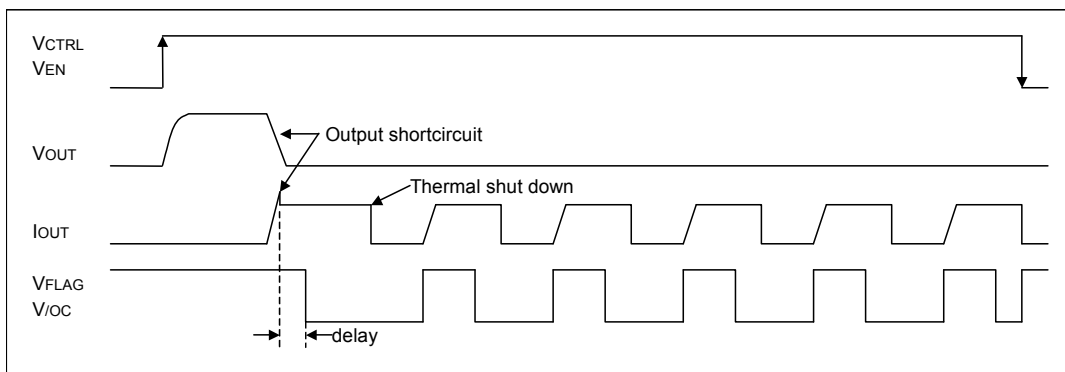 VCTRL
VEN
VOUT
Output shortcircuit
Thermal shut down
IOUT
VFLAG
V/OC
delay